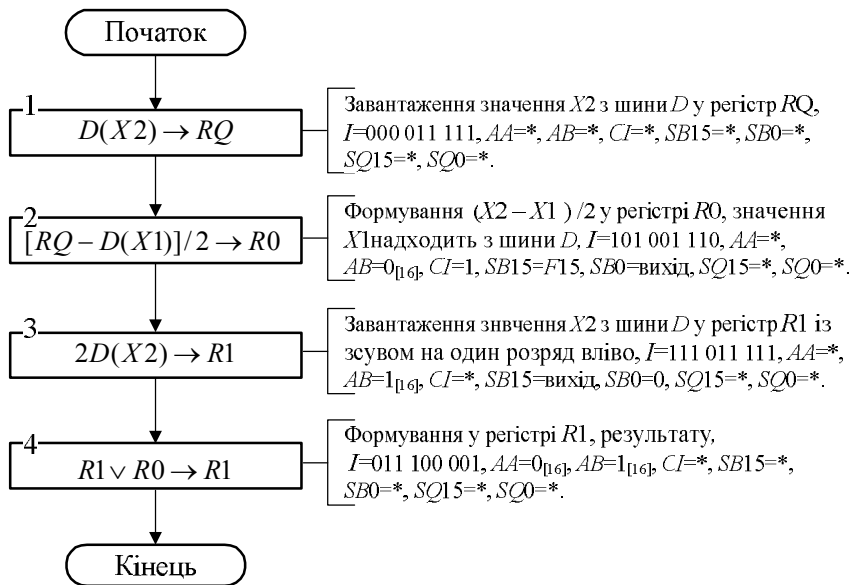 Початок
1
D(X2) → RQ
Завантаження значення X2 з шини D у регістр RQ,
I=000 011 111, AA=*, AB=*, CI=*, SB15=*, SB0=*,
SQ15=*, SQ0=*.
2
[RQ − D(X1)]/2 → R0
Формування (X2 – X1 ) /2 у регістрі R0, значення
X1надходить з шини D, I=101 001 110, AA=*,
AB=0[16], CI=1, SB15=F15, SB0=вихід, SQ15=*, SQ0=*.
3
2D(X2) → R1
Завантаження знвчення X2 з шини D у регістр R1 із
зсувом на один розряд вліво, I=111 011 111, AA=*,
AB=1[16], CI=*, SB15=вихід, SB0=0, SQ15=*, SQ0=*.
4
R1 ∨ R0 → R1
Формування у регістрі R1, результату,
I=011 100 001, AA=0[16], AB=1[16], CI=*, SB15=*,
SB0=*, SQ15=*, SQ0=*.
Кінець